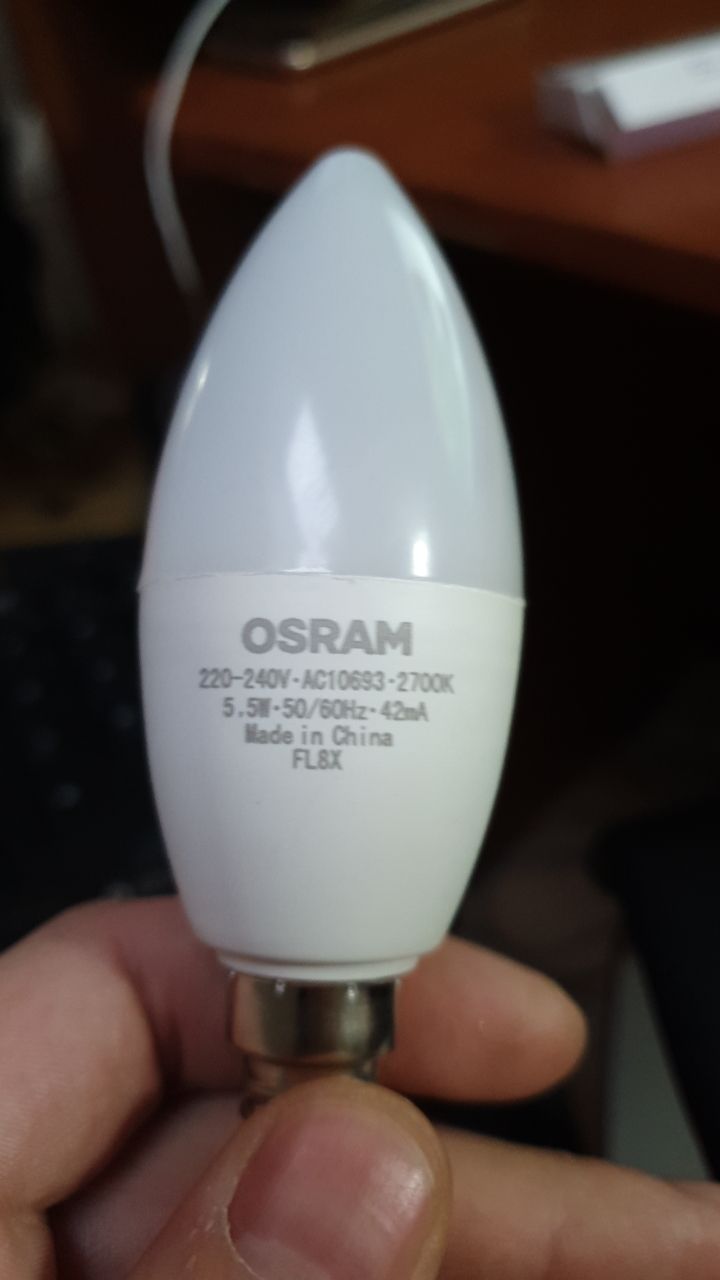 OSRAM
220-240V·AC10693·2700K
5.5W·50/60Hz·42mA
Made in China
FL8X